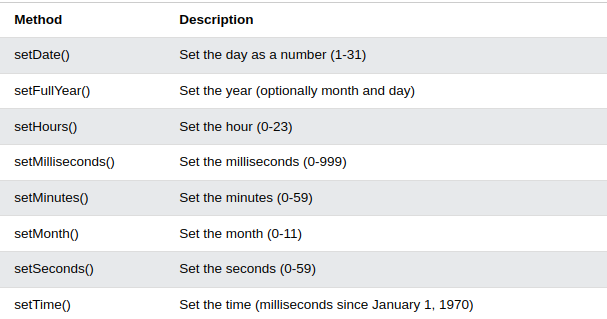 Method Description
setDate() Set the day as a number (1-31)
setFullYear() Set the year (optionally month and day)
setHours() Set the hour (0-23)
setMilliseconds() Set the milliseconds (0-999)
setMinutes() Set the minutes (0-59)
setMonth() Set the month (0-11)
setSeconds() Set the seconds (0-59)
setTime() Set the time (milliseconds since January 1, 1970)